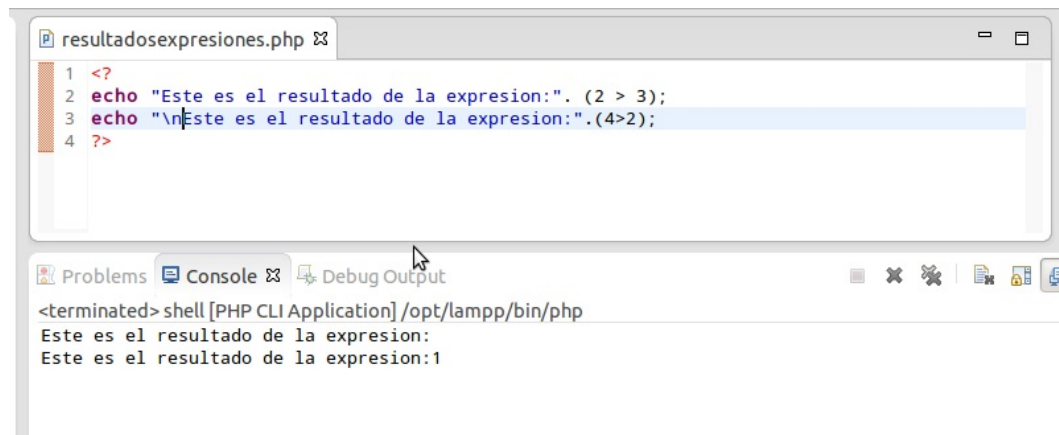 resultadosexpresiones.php
1 <?
2 echo "Este es el resultado de la expresion:". (2 > 3);
3 echo "\nEste es el resultado de la expresion:".(4>2);
4 ?>
Problems Console Debug Output
<terminated> shell [PHP CLI Application] /opt/lampp/bin/php
Este es el resultado de la expresion:
Este es el resultado de la expresion:1